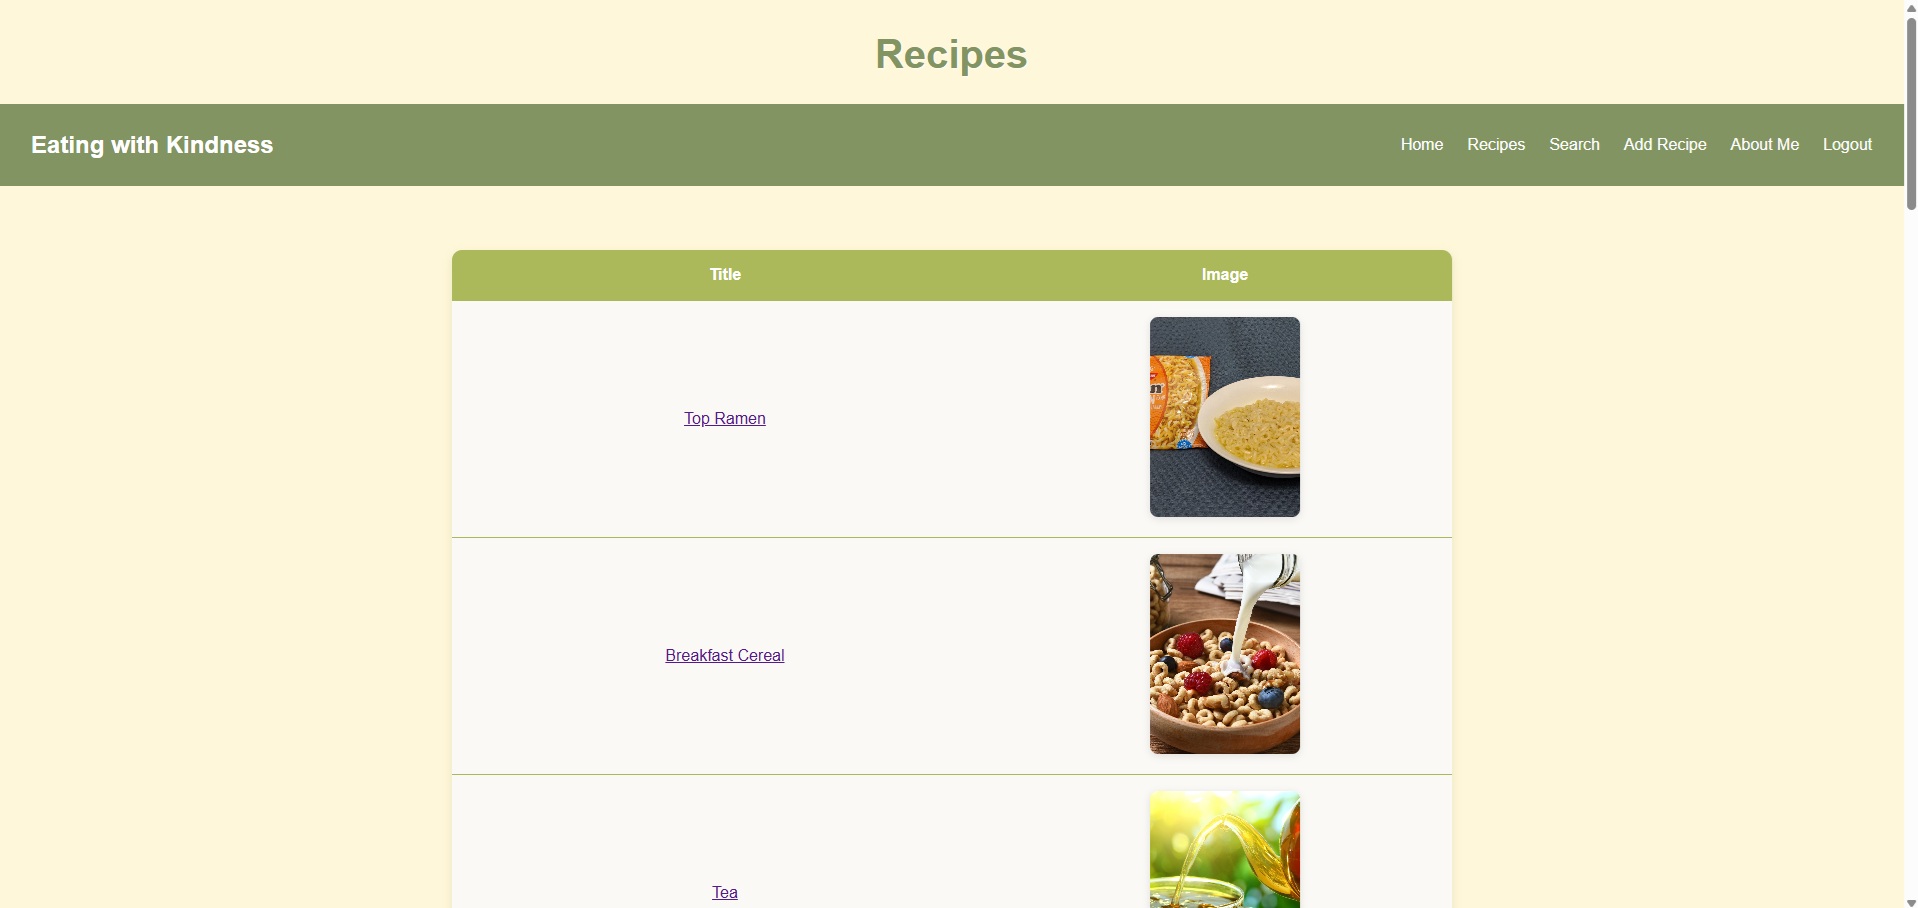 Recipes
Eating with Kindness
Home Recipes Search Add Recipe About Me Logout
Title Image
Top Ramen
Breakfast Cereal
Tea